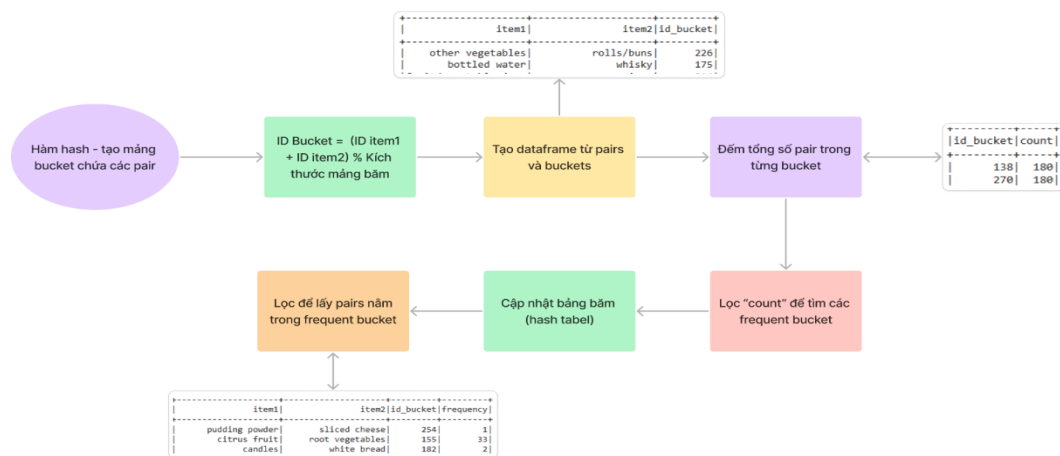 +--------------------+--------------------+---------+
| item1| item2|id_bucket|
+--------------------+--------------------+---------+
| other vegetables| rolls/buns| 226|
| bottled water| whisky| 175|
Hàm hash - tạo mảng
bucket chứa các pair
ID Bucket = (ID item1
+ ID item2) % Kích
thước mảng băm
Tạo dataframe từ pairs
và buckets
Đếm tổng số pair trong
từng bucket
+---------+-----+
|id_bucket|count|
+---------+-----+
| 138| 180|
| 270| 180|
Lọc để lấy pairs nằm
trong frequent bucket
Cập nhật bảng băm
(hash tabel)
Lọc "count" để tìm các
frequent bucket
+--------------------+--------------------+---------+---------+
| item1| item2|id_bucket|frequency|
+--------------------+--------------------+---------+---------+
| pudding powder| sliced cheese| 254| 1|
| citrus fruit| root vegetables| 155| 33|
| candles| white bread| 182| 2|